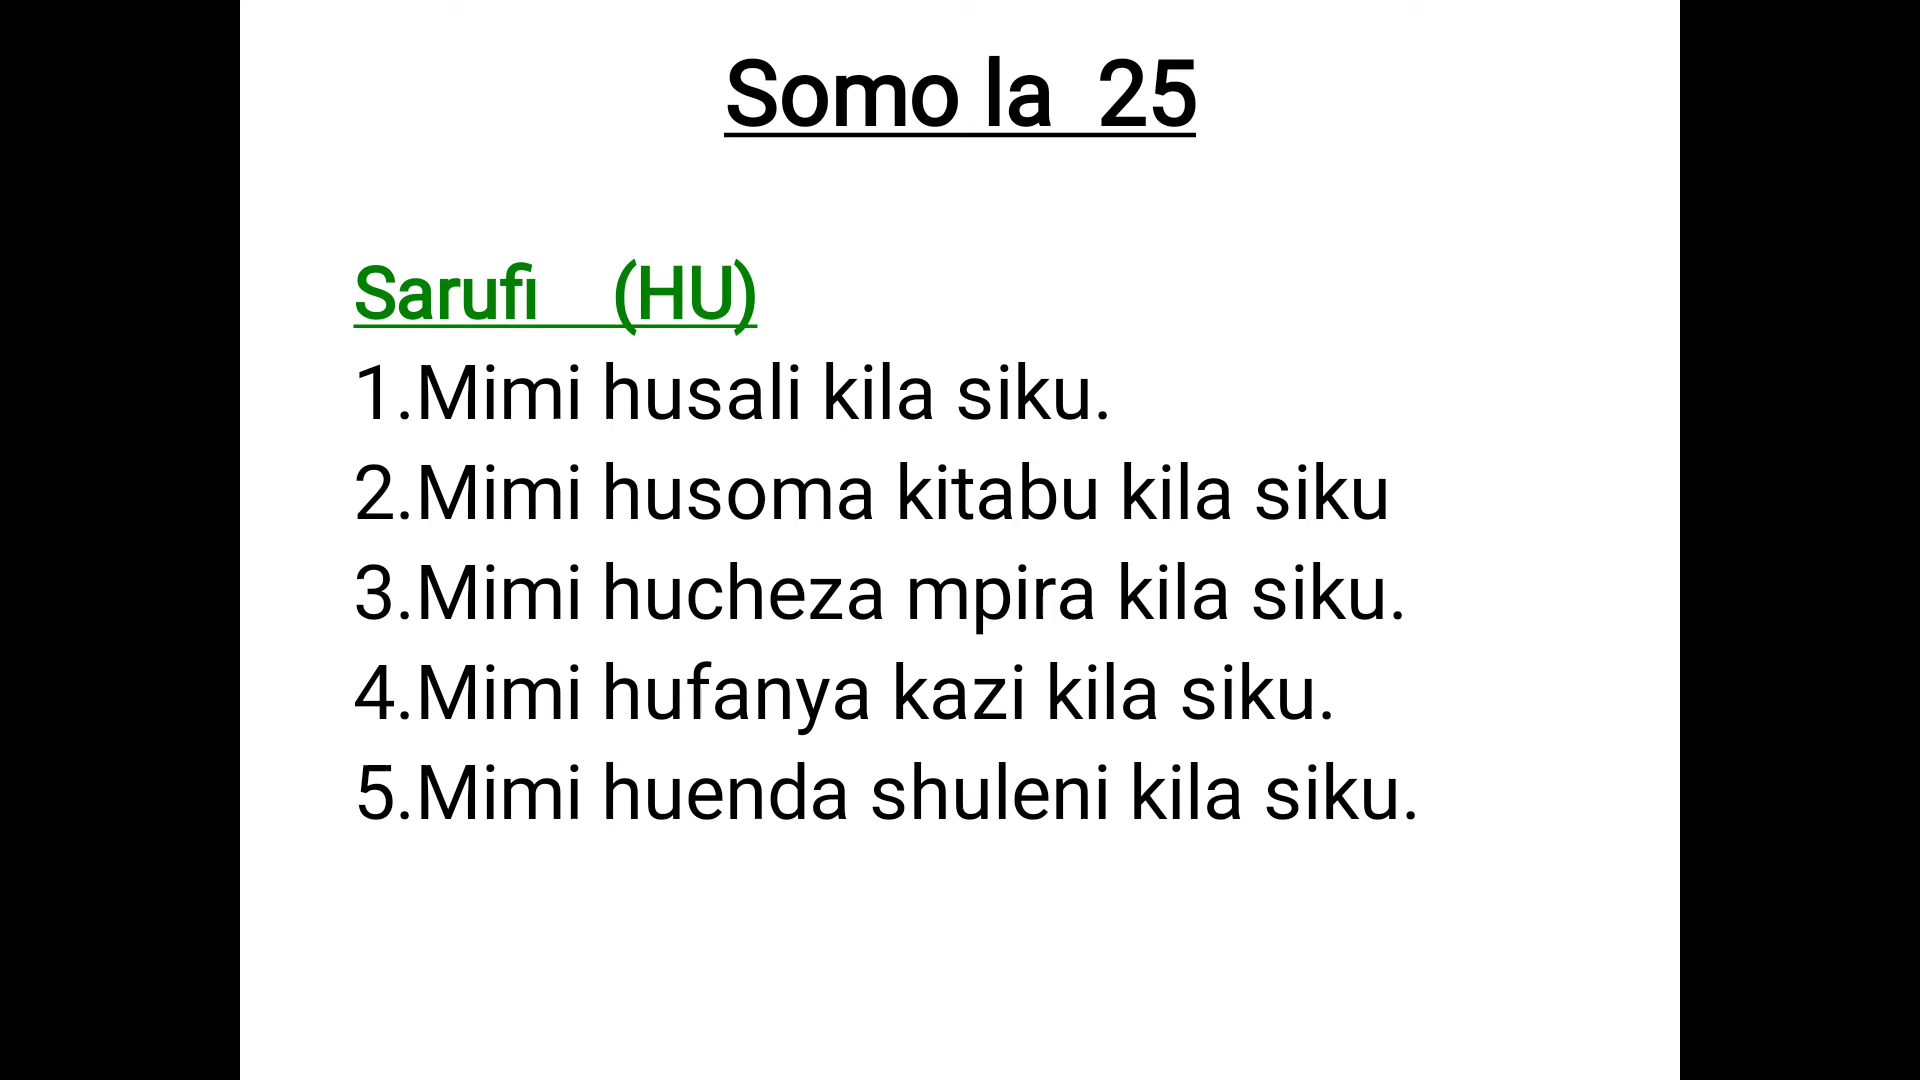 Somo la  25
Sarufi    (HU)
1.Mimi husali kila siku.
2.Mimi husoma kitabu kila siku
3.Mimi hucheza mpira kila siku.
4.Mimi hufanya kazi kila siku.
5.Mimi huenda shuleni kila siku.